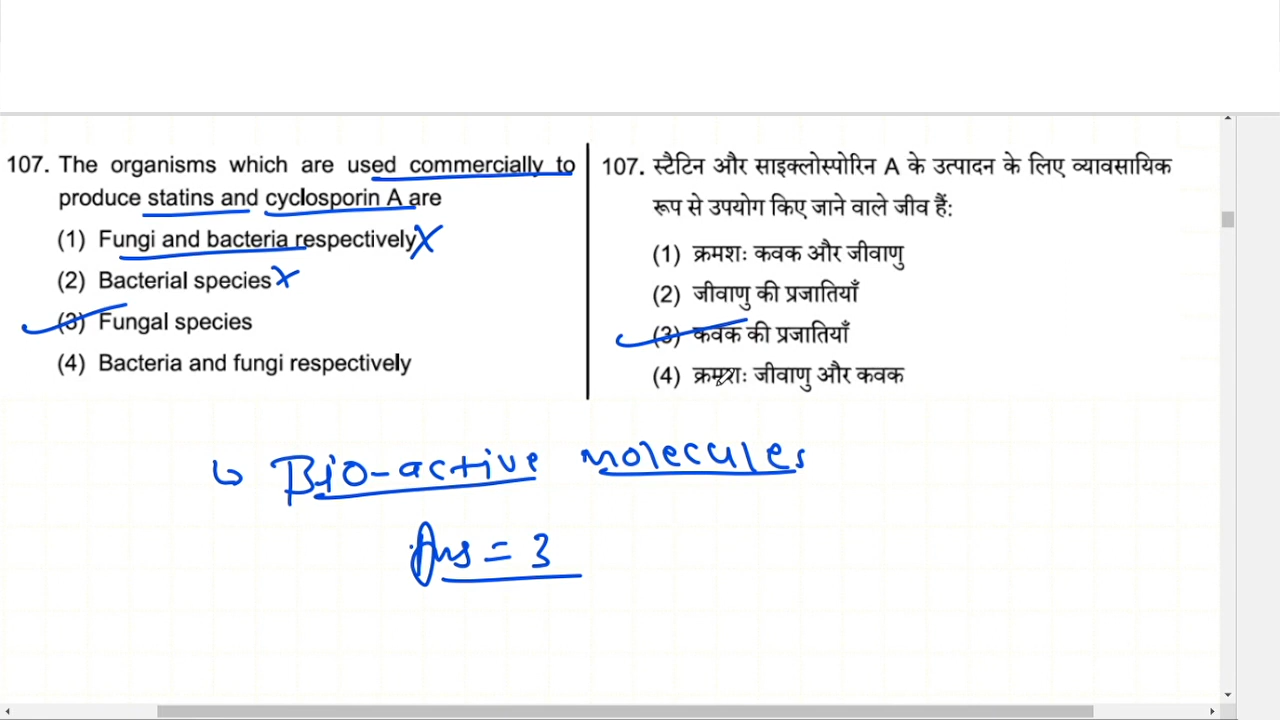 107. The organisms which are used commercially to
produce statins and cyclosporin A are
(1) Fungi and bacteria respectively
(2) Bacterial species
(3) Fungal species
(4) Bacteria and fungi respectively
107. स्टैटिन और साइक्लोस्पोरिन A के उत्पादन के लिए व्यावसायिक
रूप से उपयोग किए जाने वाले जीव हैं:
(1) क्रमशः कवक और जीवाणु
(2) जीवाणु की प्रजातियाँ
(3) कवक की प्रजातियाँ
(4) क्रमशः जीवाणु और कवक
↳ Bio-active molecules
Ans = 3